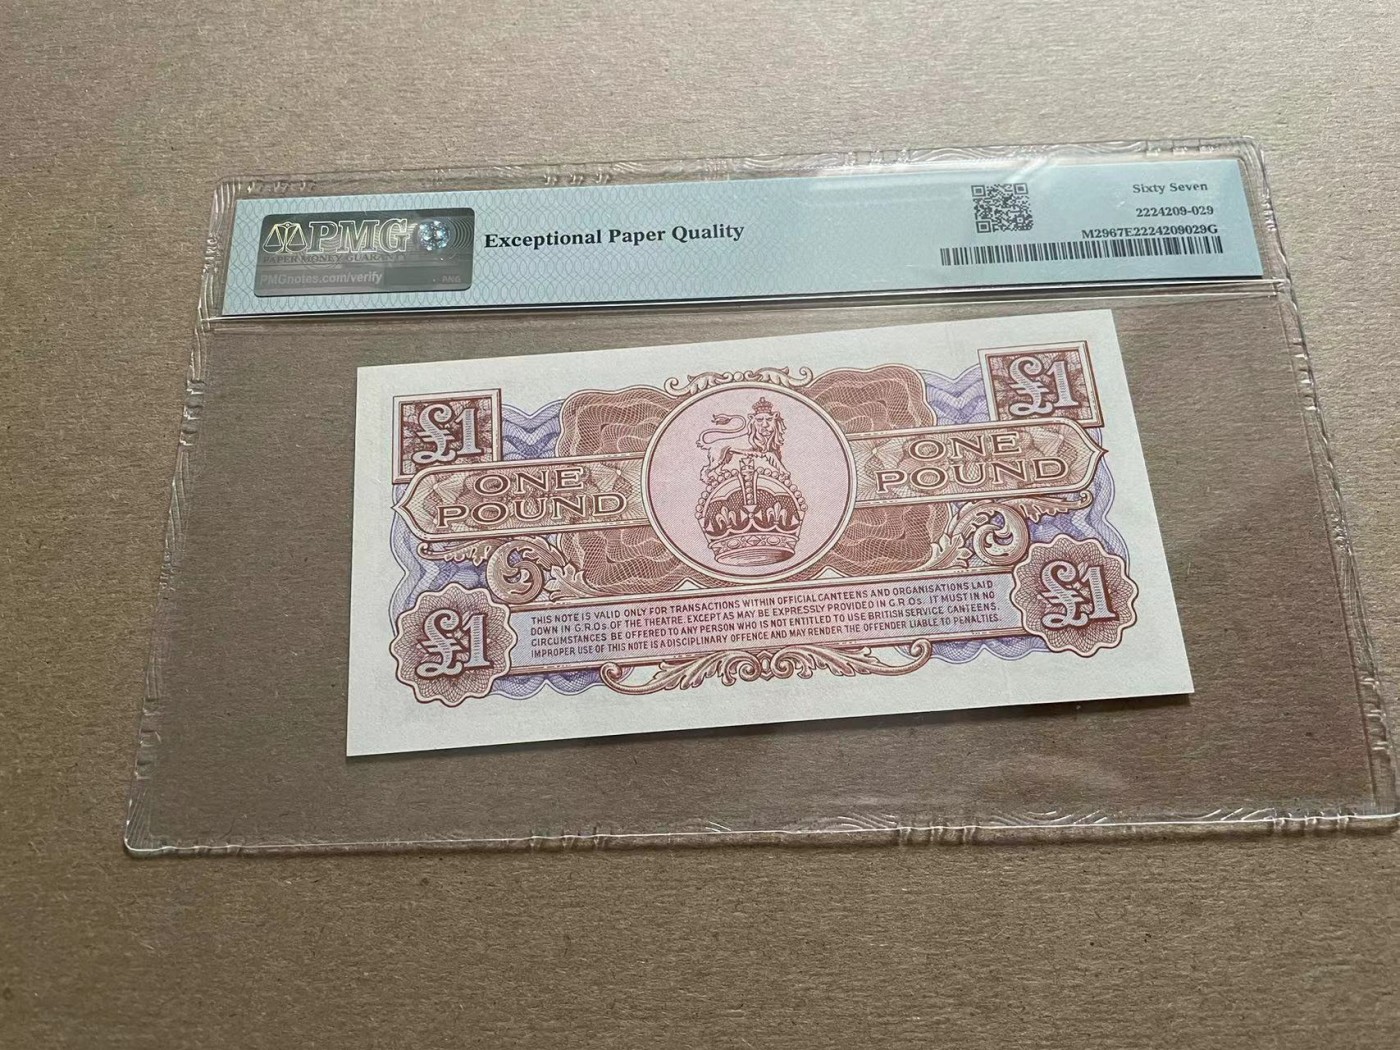 PMG
PAPER MONEY GUARANTY
PMGnotes.com/verify
Exceptional Paper Quality
Sixty Seven
2224209-029
M2967E2224209029G
£1
£1
ONE
POUND
ONE
POUND
£1
£1
THIS NOTE IS VALID ONLY FOR TRANSACTIONS WITHIN OFFICIAL CANTEENS AND ORGANISATIONS LAID
DOWN IN G.R.Os. OF THE THEATRE. EXCEPT AS MAY BE EXPRESSLY PROVIDED IN G.R.Os. IT MUST IN NO
CIRCUMSTANCES BE OFFERED TO ANY PERSON WHO IS NOT ENTITLED TO USE BRITISH SERVICE CANTEENS.
IMPROPER USE OF THIS NOTE IS A DISCIPLINARY OFFENCE AND MAY RENDER THE OFFENDER LIABLE TO PENALTIES.